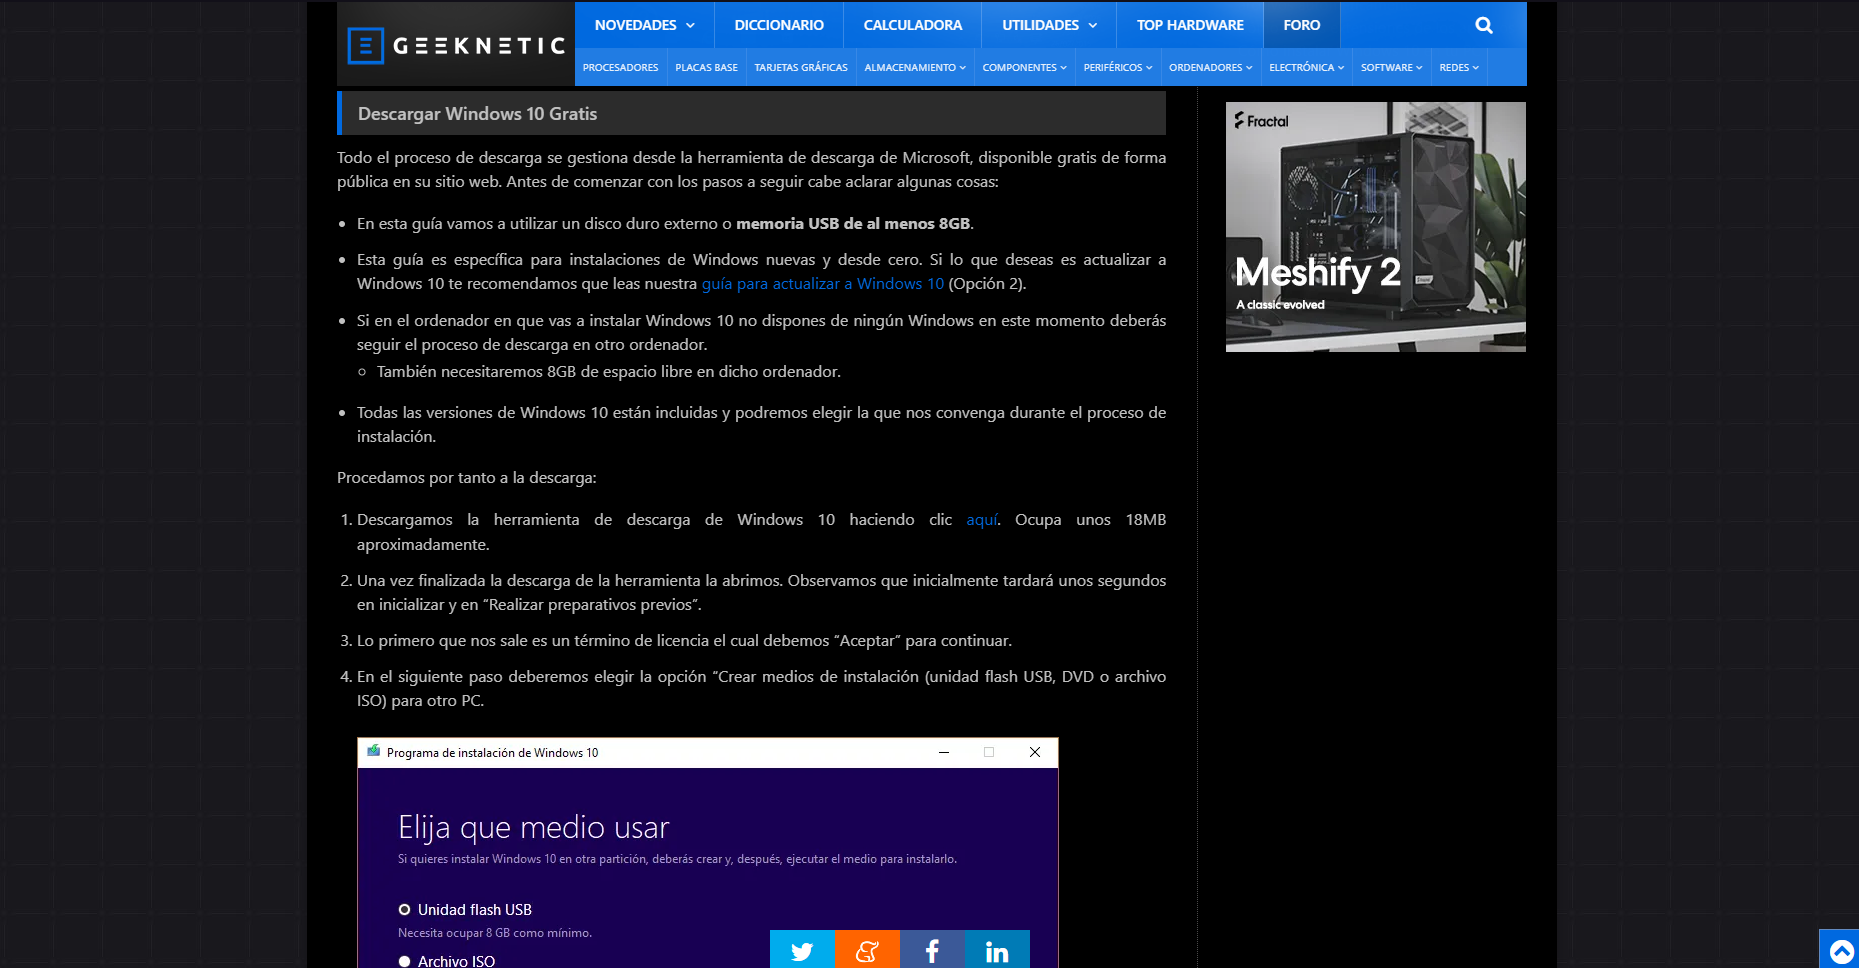 GEEKNETIC
NOVEDADES
DICCIONARIO
CALCULADORA
UTILIDADES
TOP HARDWARE
FORO
PROCESADORES
PLACAS BASE
TARJETAS GRÁFICAS
ALMACENAMIENTO
COMPONENTES
PERIFÉRICOS
ORDENADORES
ELECTRÓNICA
SOFTWARE
REDES
Descargar Windows 10 Gratis
Todo el proceso de descarga se gestiona desde la herramienta de descarga de Microsoft, disponible gratis de forma
pública en su sitio web. Antes de comenzar con los pasos a seguir cabe aclarar algunas cosas:
• En esta guía vamos a utilizar un disco duro externo o memoria USB de al menos 8GB.
• Esta guía es específica para instalaciones de Windows nuevas y desde cero. Si lo que deseas es actualizar a
Windows 10 te recomendamos que leas nuestra guía para actualizar a Windows 10 (Opción 2).
• Si en el ordenador en que vas a instalar Windows 10 no dispones de ningún Windows en este momento deberás
seguir el proceso de descarga en otro ordenador.
◦ También necesitaremos 8GB de espacio libre en dicho ordenador.
• Todas las versiones de Windows 10 están incluidas y podremos elegir la que nos convenga durante el proceso de
instalación.
Procedamos por tanto a la descarga:
1. Descargamos la herramienta de descarga de Windows 10 haciendo clic aquí. Ocupa unos 18MB
aproximadamente.
2. Una vez finalizada la descarga de la herramienta la abrimos. Observamos que inicialmente tardará unos segundos
en inicializar y en “Realizar preparativos previos”.
3. Lo primero que nos sale es un término de licencia el cual debemos “Aceptar” para continuar.
4. En el siguiente paso deberemos elegir la opción “Crear medios de instalación (unidad flash USB, DVD o archivo
ISO) para otro PC.
Programa de instalación de Windows 10
Elija que medio usar
Si quieres instalar Windows 10 en otra partición, deberás crear y, después, ejecutar el medio para instalarlo.
Unidad flash USB
Necesita ocupar 8 GB como mínimo.
Archivo ISO
Fractal
Meshify 2
A classic evolved